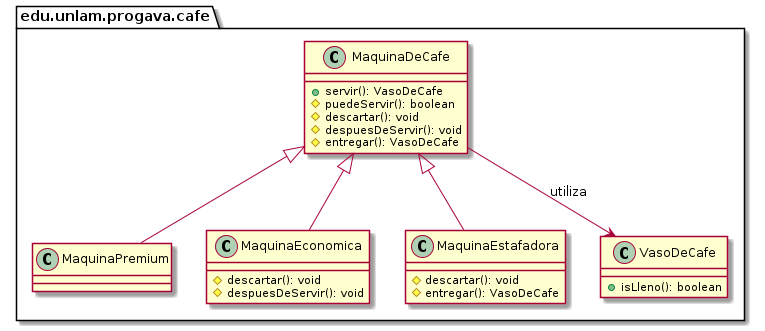 edu.unlam.progava.cafe
C MaquinaDeCafe
servir(): VasoDeCafe
puedeServir(): boolean
descartar(): void
despuesDeServir(): void
entregar(): VasoDeCafe
utiliza
C MaquinaPremium
C MaquinaEconomica
descartar(): void
despuesDeServir(): void
C MaquinaEstafadora
descartar(): void
entregar(): VasoDeCafe
C VasoDeCafe
isLleno(): boolean